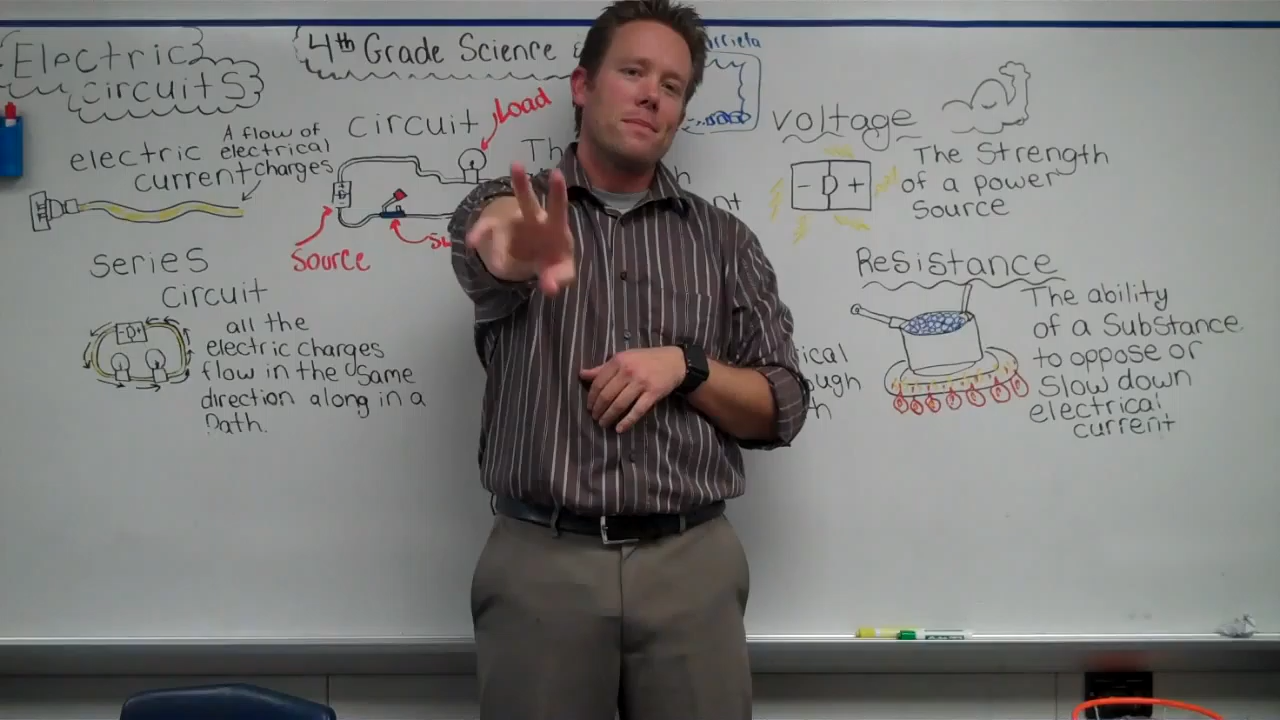 Electric
circuits
4th Grade Science
electric
current
A flow of
electrical
charges
circuit
Load
Source
Th
voltage
- D +
The Strength
of a power
Source
series
circuit
-D+
all the
electric charges
flow in the same
direction along in a
Path.
Resistance
The ability
of a Substance
to oppose or
Slow down
electrical
current